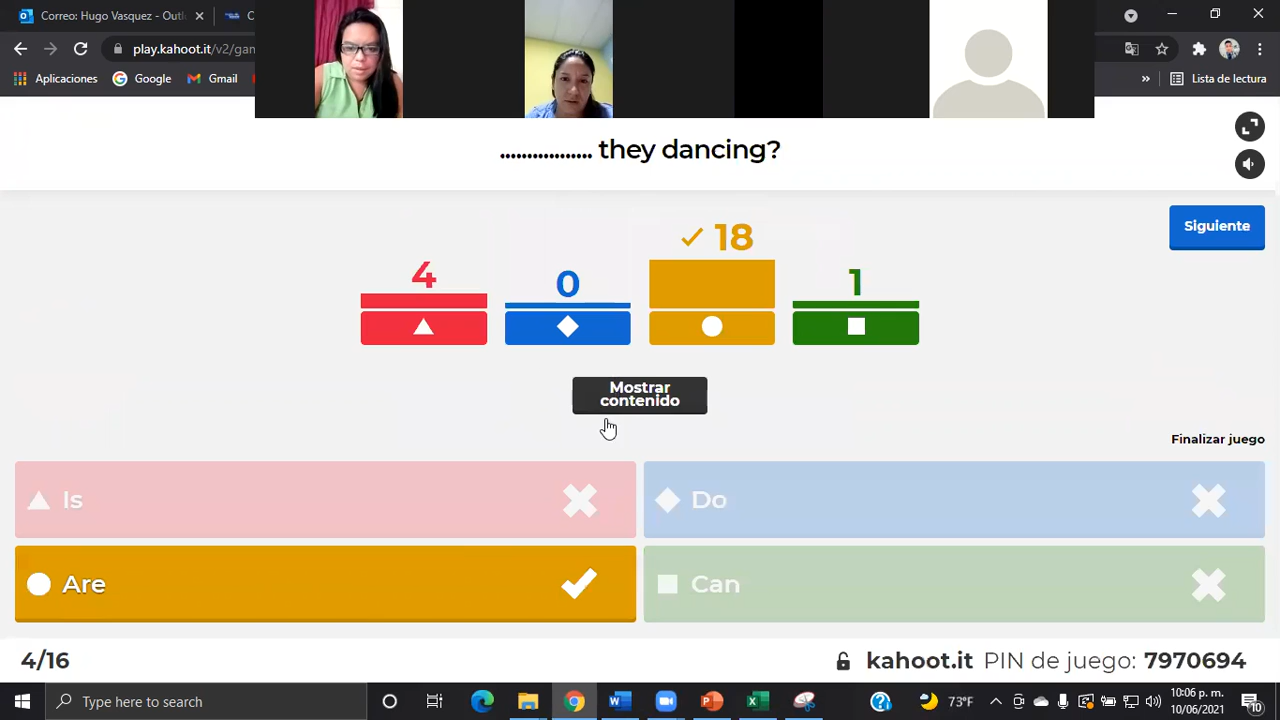 Correo: Hugo Vasquez - Outl
Co
play.kahoot.it/v2/gan
Aplicaciones
Google
Gmail
Lista de lectura
................. they dancing?
Siguiente
4
0
18
1
Mostrar
contenido
Finalizar juego
Is
Do
Are
Can
4/16
kahoot.it PIN de juego: 7970694
Type here to search
73°F
10:06 p. m.
10/06/2021
10